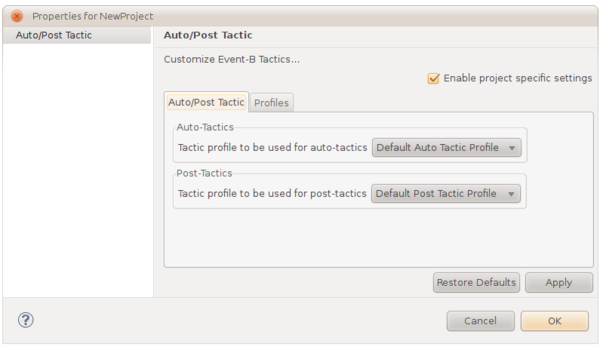 Properties for NewProject
Auto/Post Tactic
Auto/Post Tactic
Customize Event-B Tactics...
Enable project specific settings
Auto/Post Tactic Profiles
Auto-Tactics
Tactic profile to be used for auto-tactics Default Auto Tactic Profile
Post-Tactics
Tactic profile to be used for post-tactics Default Post Tactic Profile
Restore Defaults Apply
? Cancel OK